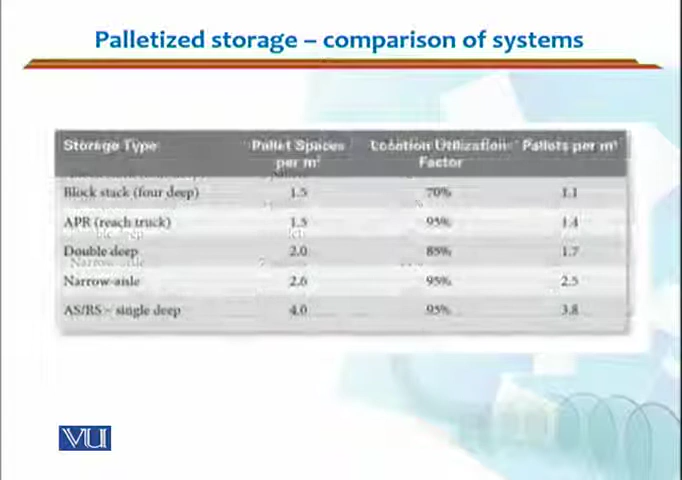 Palletized storage – comparison of systems
Storage Type Pallet Spaces per m² Location Utilization Factor Pallets per m²
Block stack (four deep) 1.5 70% 1.1
APR (reach truck) 1.5 95% 1.4
Double deep 2.0 85% 1.7
Narrow-aisle 2.6 95% 2.5
AS/RS – single deep 4.0 95% 3.8
VU